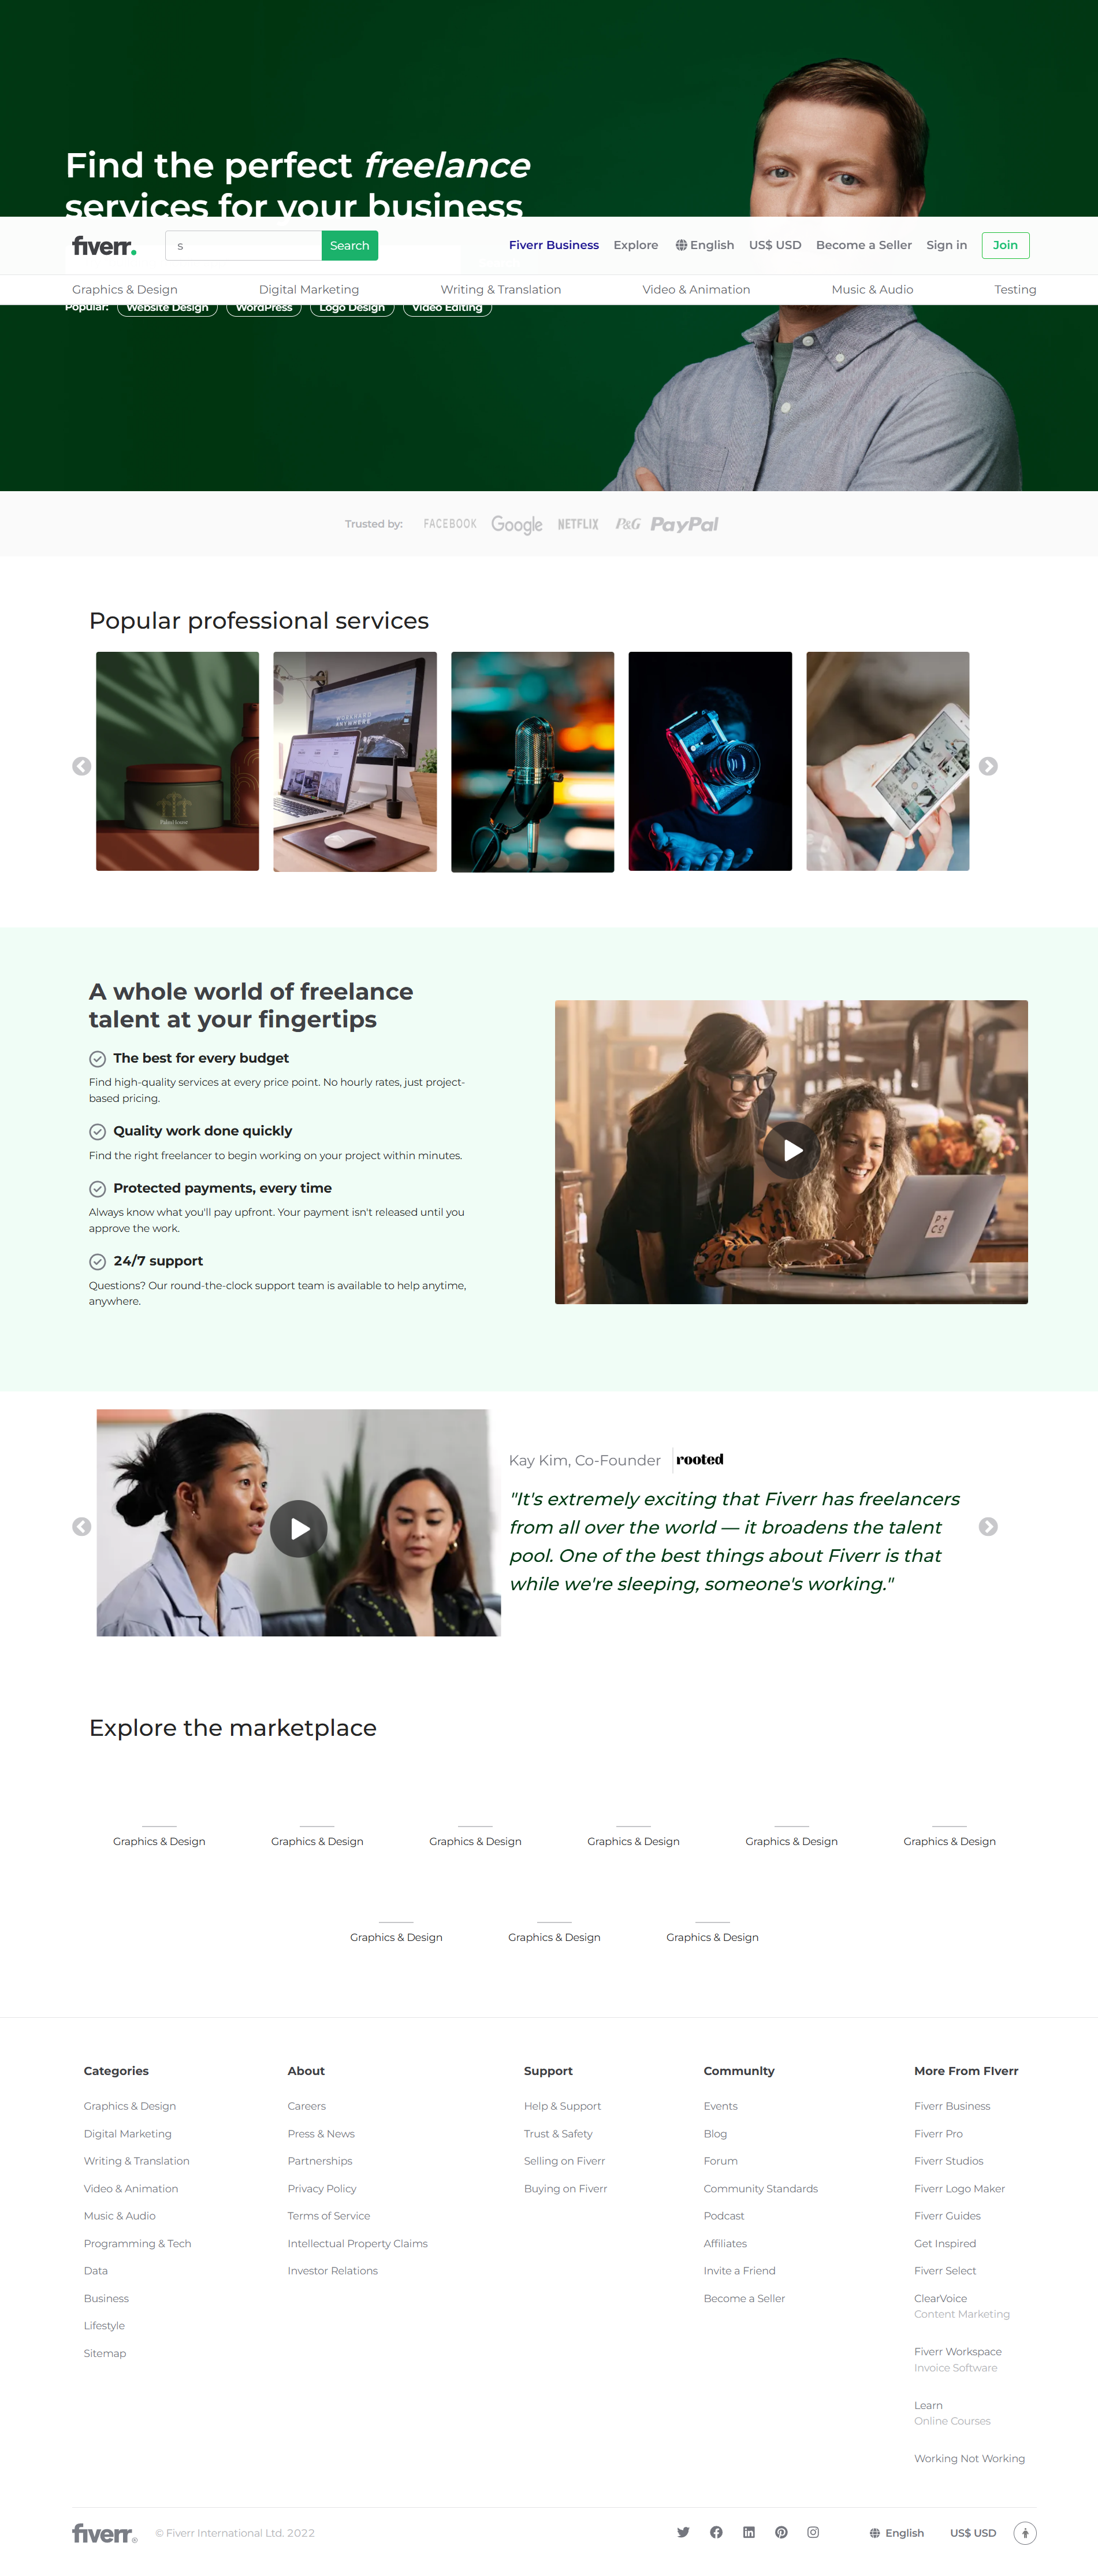 Find the perfect freelance
services for your business
fiverr.
s
Search
Fiverr Business
Explore
English
US$ USD
Become a Seller
Sign in
Join
Graphics & Design
Digital Marketing
Writing & Translation
Video & Animation
Music & Audio
Testing
Popular:
Website Design
WordPress
Logo Design
Video Editing
Trusted by:
FACEBOOK
Google
NETFLIX
P&G
PayPal
Popular professional services
A whole world of freelance
talent at your fingertips
The best for every budget
Find high-quality services at every price point. No hourly rates, just project-
based pricing.
Quality work done quickly
Find the right freelancer to begin working on your project within minutes.
Protected payments, every time
Always know what you'll pay upfront. Your payment isn't released until you
approve the work.
24/7 support
Questions? Our round-the-clock support team is available to help anytime,
anywhere.
P+
CO
Kay Kim, Co-Founder
rooted
"It's extremely exciting that Fiverr has freelancers
from all over the world — it broadens the talent
pool. One of the best things about Fiverr is that
while we're sleeping, someone's working."
Explore the marketplace
Graphics & Design
Graphics & Design
Graphics & Design
Graphics & Design
Graphics & Design
Graphics & Design
Graphics & Design
Graphics & Design
Graphics & Design
Categories
Graphics & Design
Digital Marketing
Writing & Translation
Video & Animation
Music & Audio
Programming & Tech
Data
Business
Lifestyle
Sitemap
About
Careers
Press & News
Partnerships
Privacy Policy
Terms of Service
Intellectual Property Claims
Investor Relations
Support
Help & Support
Trust & Safety
Selling on Fiverr
Buying on Fiverr
CommunIty
Events
Blog
Forum
Community Standards
Podcast
Affiliates
Invite a Friend
Become a Seller
More From FIverr
Fiverr Business
Fiverr Pro
Fiverr Studios
Fiverr Logo Maker
Fiverr Guides
Get Inspired
Fiverr Select
ClearVoice
Content Marketing
Fiverr Workspace
Invoice Software
Learn
Online Courses
Working Not Working
fiverr®
© Fiverr International Ltd. 2022
English
US$ USD